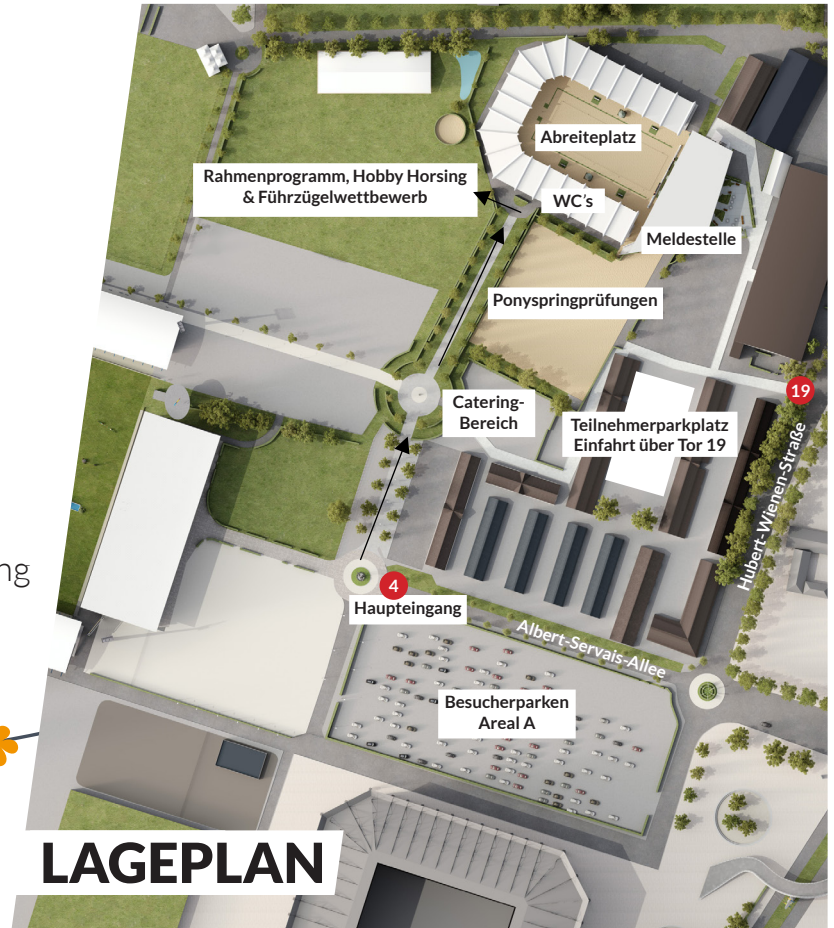 Abreiteplatz
Rahmenprogramm, Hobby Horsing
& Führzügelwettbewerb
WC's
Meldestelle
Ponyspringprüfungen
19
Catering-
Bereich
Teilnehmerparkplatz
Einfahrt über Tor 19
Hubert-Wienen-Straße
ng
4
Haupteingang
Albert-Servais-Allee
Besucherparken
Areal A
LAGEPLAN